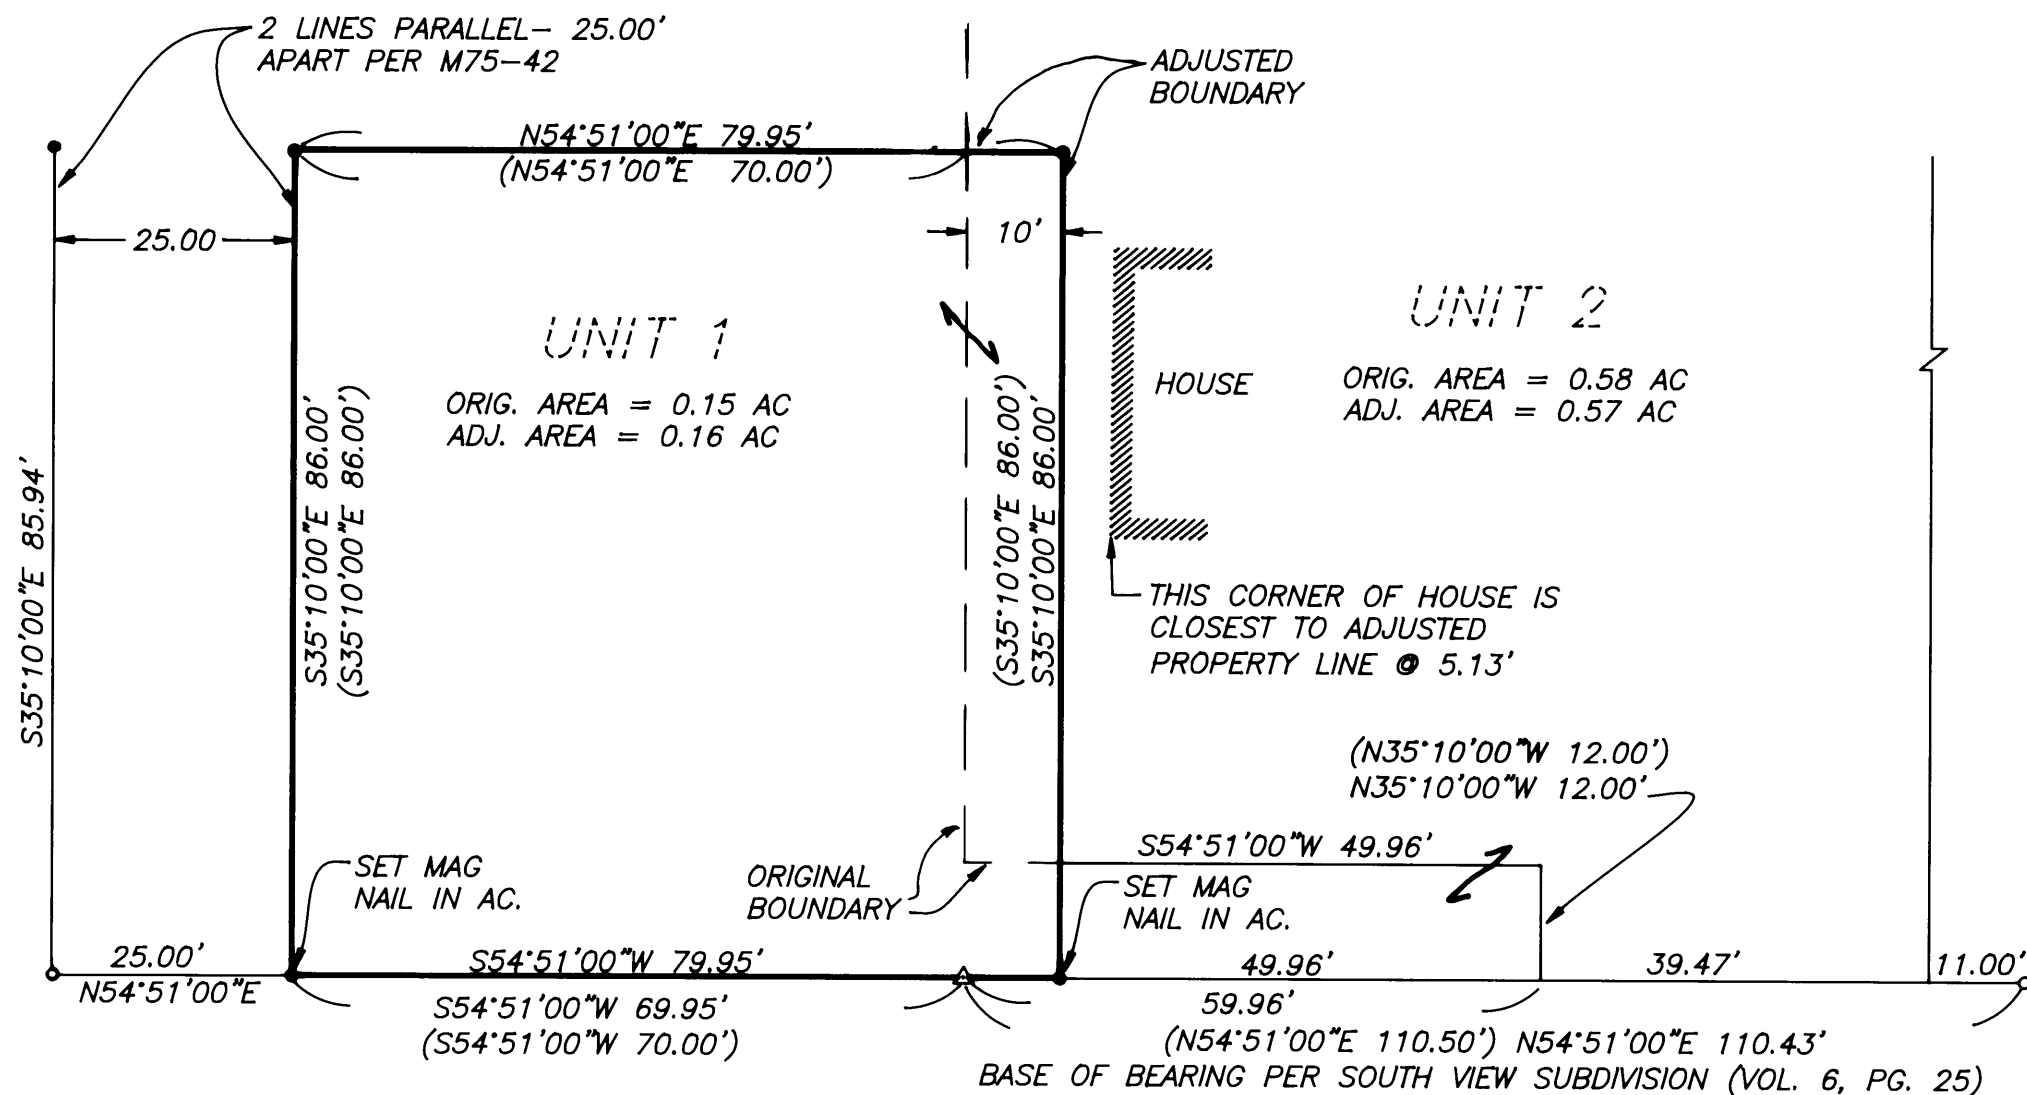 2 LINES PARALLEL- 25.00'
APART PER M75-42
ADJUSTED
BOUNDARY
N54°51'00"E 79.95'
(N54°51'00"E 70.00')
25.00
10'
UNIT 1
ORIG. AREA = 0.15 AC
ADJ. AREA = 0.16 AC
UNIT 2
ORIG. AREA = 0.58 AC
ADJ. AREA = 0.57 AC
HOUSE
S35°10'00"E 85.94'
S35°10'00"E 86.00'
(S35°10'00"E 86.00')
(S35°10'00"E 86.00')
S35°10'00"E 86.00'
THIS CORNER OF HOUSE IS
CLOSEST TO ADJUSTED
PROPERTY LINE @ 5.13'
(N35°10'00"W 12.00')
N35°10'00"W 12.00'
S54°51'00"W 49.96'
SET MAG
NAIL IN AC.
ORIGINAL
BOUNDARY
SET MAG
NAIL IN AC.
25.00'
N54°51'00"E
S54°51'00"W 79.95'
S54°51'00"W 69.95'
(S54°51'00"W 70.00')
49.96'
39.47'
11.00'
59.96'
(N54°51'00"E 110.50') N54°51'00"E 110.43'
BASE OF BEARING PER SOUTH VIEW SUBDIVISION (VOL. 6, PG. 25)